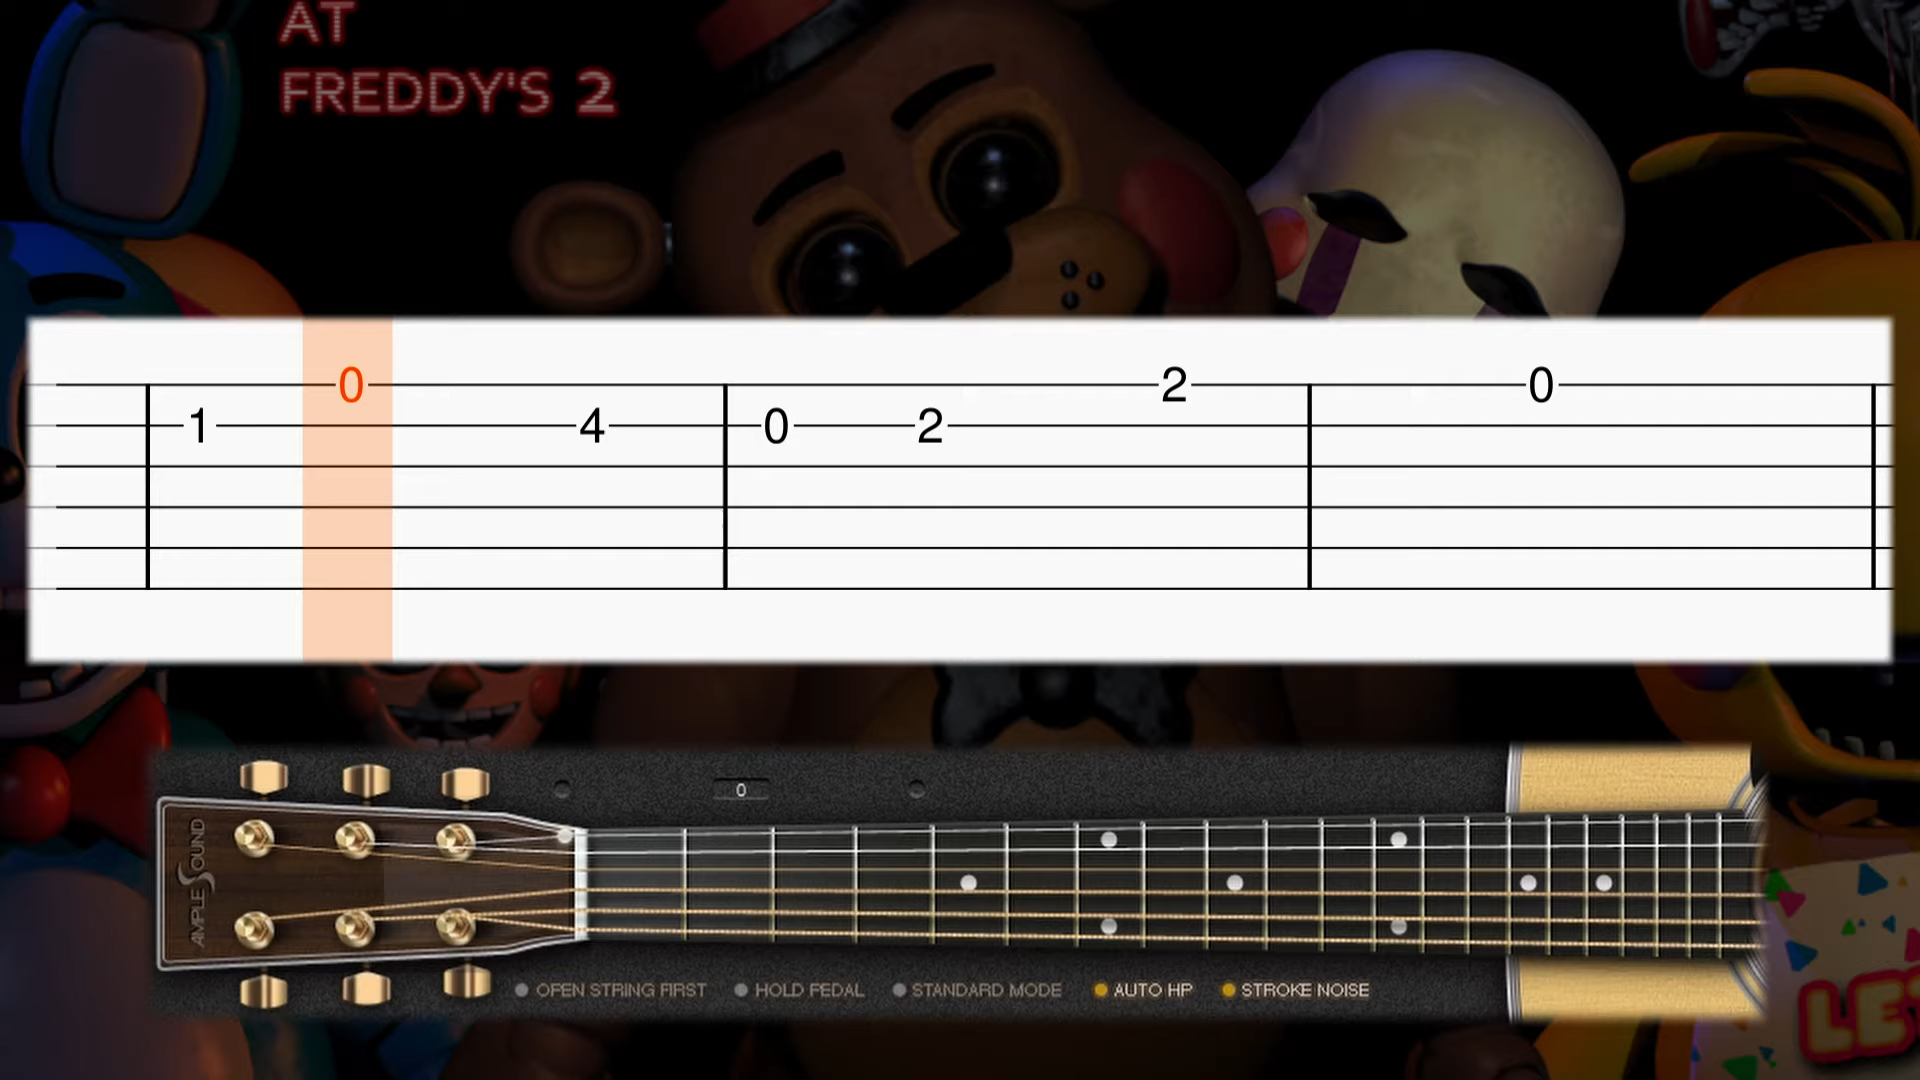 AT
FREDDY'S 2
0 2 0
1 4 0 2
0
AMPLE SOUND
OPEN STRING FIRST HOLD PEDAL STANDARD MODE AUTO HP STROKE NOISE